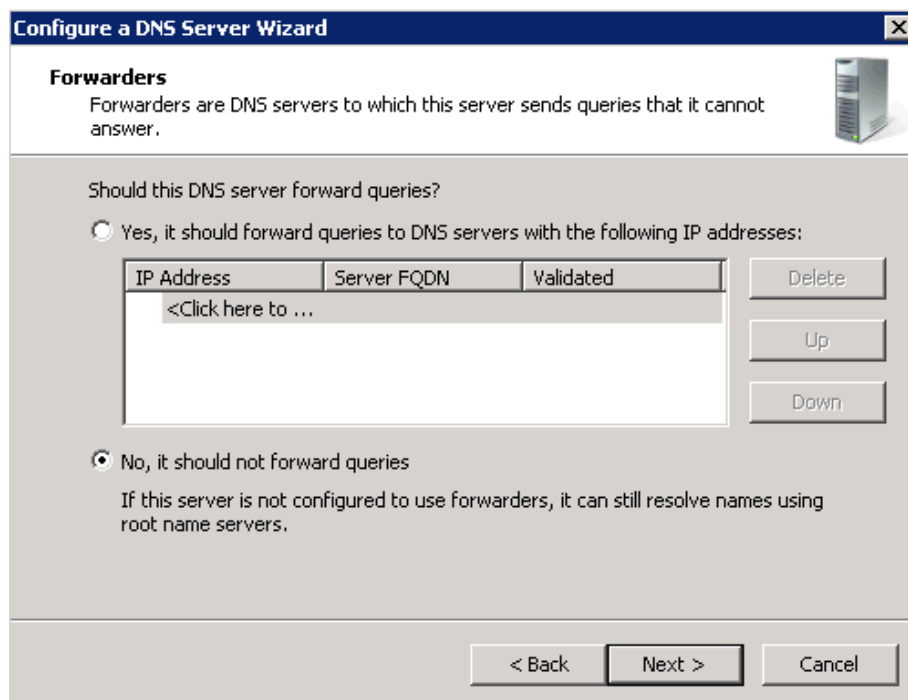 Configure a DNS Server Wizard
Forwarders
Forwarders are DNS servers to which this server sends queries that it cannot
answer.
Should this DNS server forward queries?
Yes, it should forward queries to DNS servers with the following IP addresses:
IP Address Server FQDN Validated
<Click here to ...
Delete
Up
Down
No, it should not forward queries
If this server is not configured to use forwarders, it can still resolve names using
root name servers.
< Back Next > Cancel